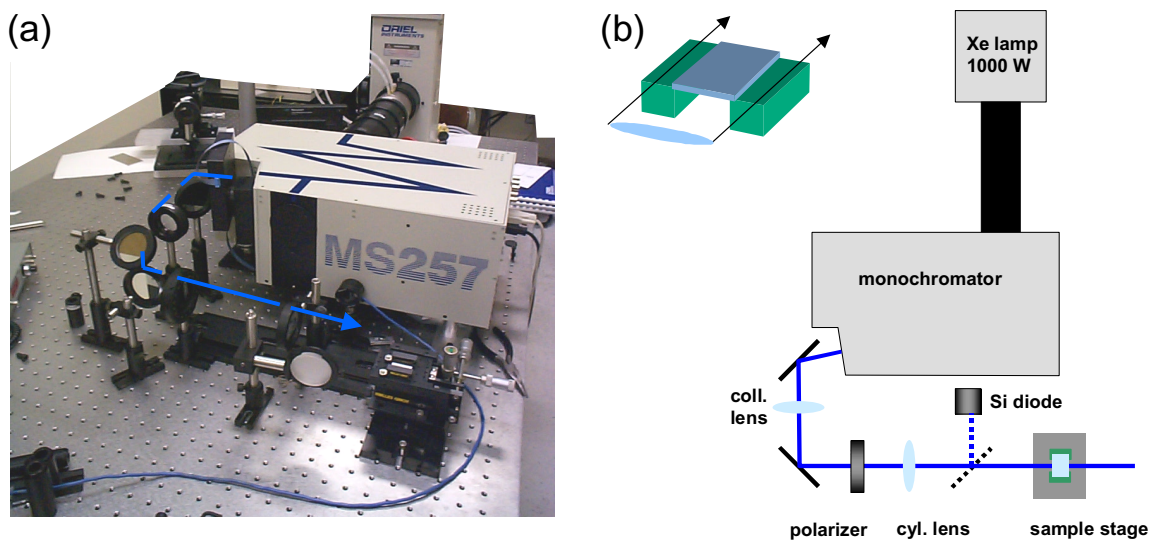 (a)
ORIEL
INSTRUMENTS
MS257
(b)
Xe lamp
1000 W
monochromator
coll.
lens
Si diode
polarizer
cyl. lens
sample stage